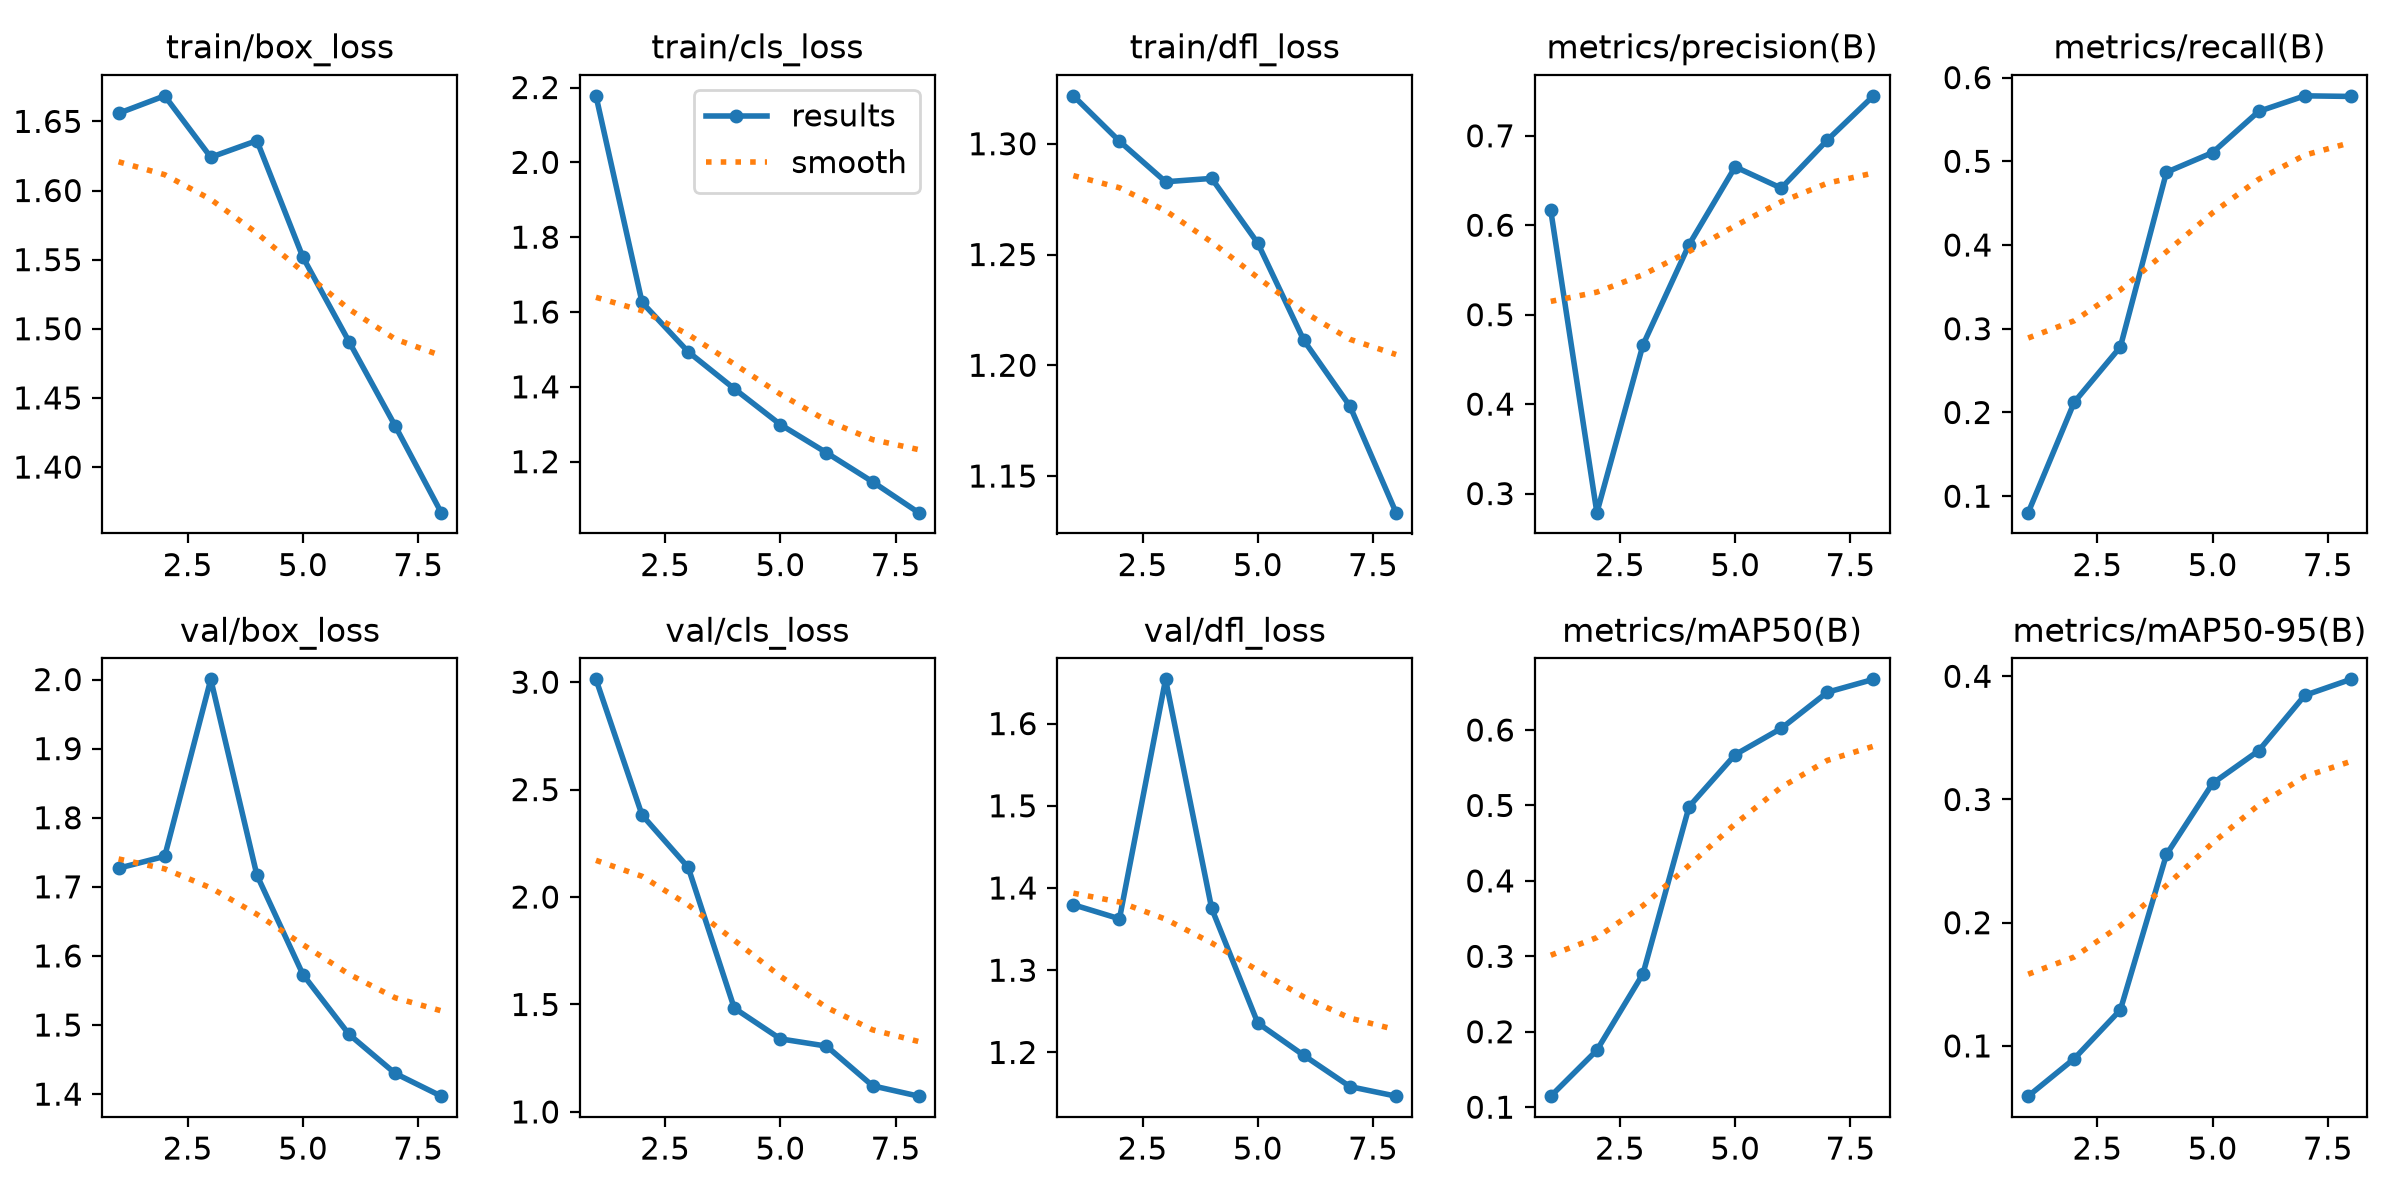 train/box_loss
1.65
1.60
1.55
1.50
1.45
1.40
2.5 5.0 7.5
train/cls_loss
results
smooth
2.2
2.0
1.8
1.6
1.4
1.2
2.5 5.0 7.5
train/dfl_loss
1.30
1.25
1.20
1.15
2.5 5.0 7.5
metrics/precision(B)
0.7
0.6
0.5
0.4
0.3
2.5 5.0 7.5
metrics/recall(B)
0.6
0.5
0.4
0.3
0.2
0.1
2.5 5.0 7.5
val/box_loss
2.0
1.9
1.8
1.7
1.6
1.5
1.4
2.5 5.0 7.5
val/cls_loss
3.0
2.5
2.0
1.5
1.0
2.5 5.0 7.5
val/dfl_loss
1.6
1.5
1.4
1.3
1.2
2.5 5.0 7.5
metrics/mAP50(B)
0.6
0.5
0.4
0.3
0.2
0.1
2.5 5.0 7.5
metrics/mAP50-95(B)
0.4
0.3
0.2
0.1
2.5 5.0 7.5